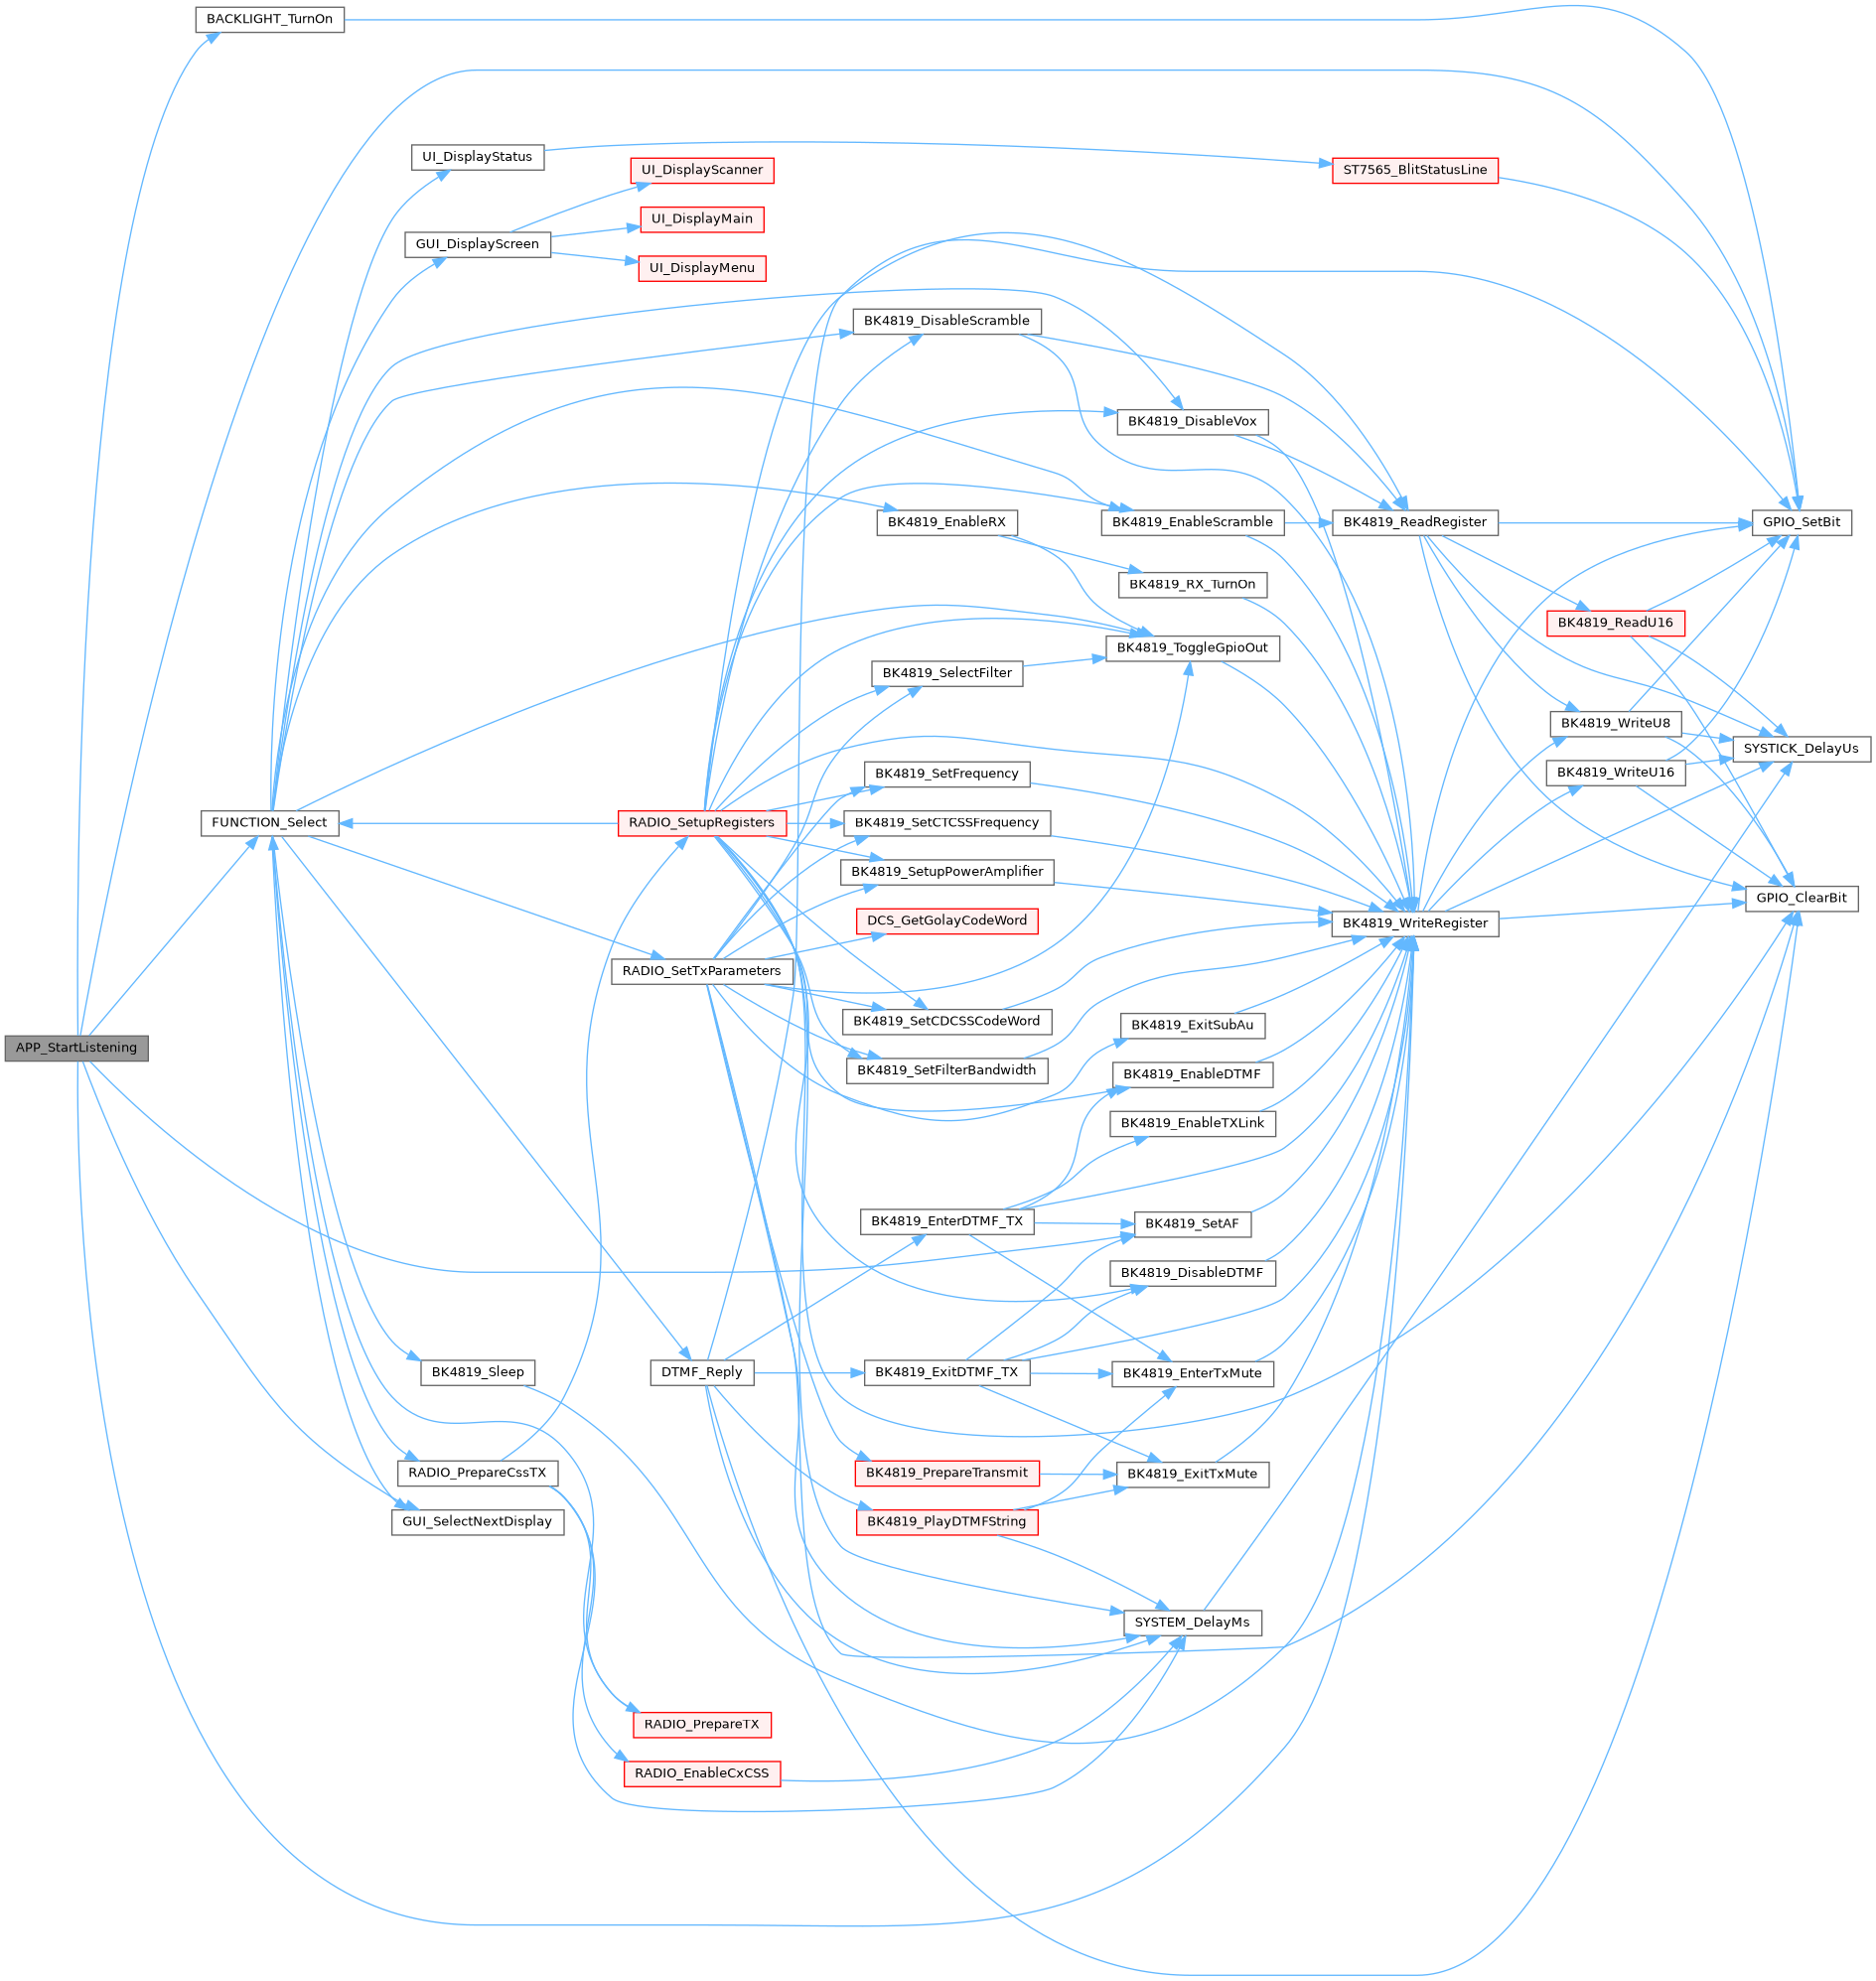 BACKLIGHT_TurnOn
UI_DisplayStatus
UI_DisplayScanner
ST7565_BlitStatusLine
UI_DisplayMain
GUI_DisplayScreen
UI_DisplayMenu
BK4819_DisableScramble
BK4819_DisableVox
BK4819_EnableRX
BK4819_EnableScramble
BK4819_ReadRegister
GPIO_SetBit
BK4819_RX_TurnOn
BK4819_ReadU16
BK4819_ToggleGpioOut
BK4819_SelectFilter
BK4819_WriteU8
SYSTICK_DelayUs
BK4819_SetFrequency
BK4819_WriteU16
FUNCTION_Select
RADIO_SetupRegisters
BK4819_SetCTCSSFrequency
BK4819_SetupPowerAmplifier
GPIO_ClearBit
DCS_GetGolayCodeWord
BK4819_WriteRegister
RADIO_SetTxParameters
BK4819_SetCDCSSCodeWord
BK4819_ExitSubAu
APP_StartListening
BK4819_SetFilterBandwidth
BK4819_EnableDTMF
BK4819_EnableTXLink
BK4819_EnterDTMF_TX
BK4819_SetAF
BK4819_DisableDTMF
BK4819_Sleep
DTMF_Reply
BK4819_ExitDTMF_TX
BK4819_EnterTxMute
RADIO_PrepareCssTX
BK4819_PrepareTransmit
BK4819_ExitTxMute
GUI_SelectNextDisplay
BK4819_PlayDTMFString
SYSTEM_DelayMs
RADIO_PrepareTX
RADIO_EnableCxCSS